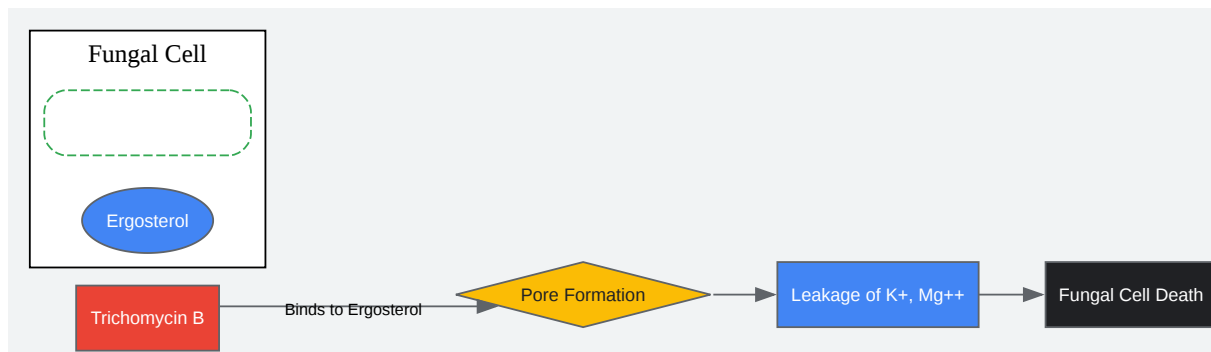 Fungal Cell
Ergosterol
Trichomycin B
Binds to Ergosterol
Pore Formation
Leakage of K+, Mg++
Fungal Cell Death